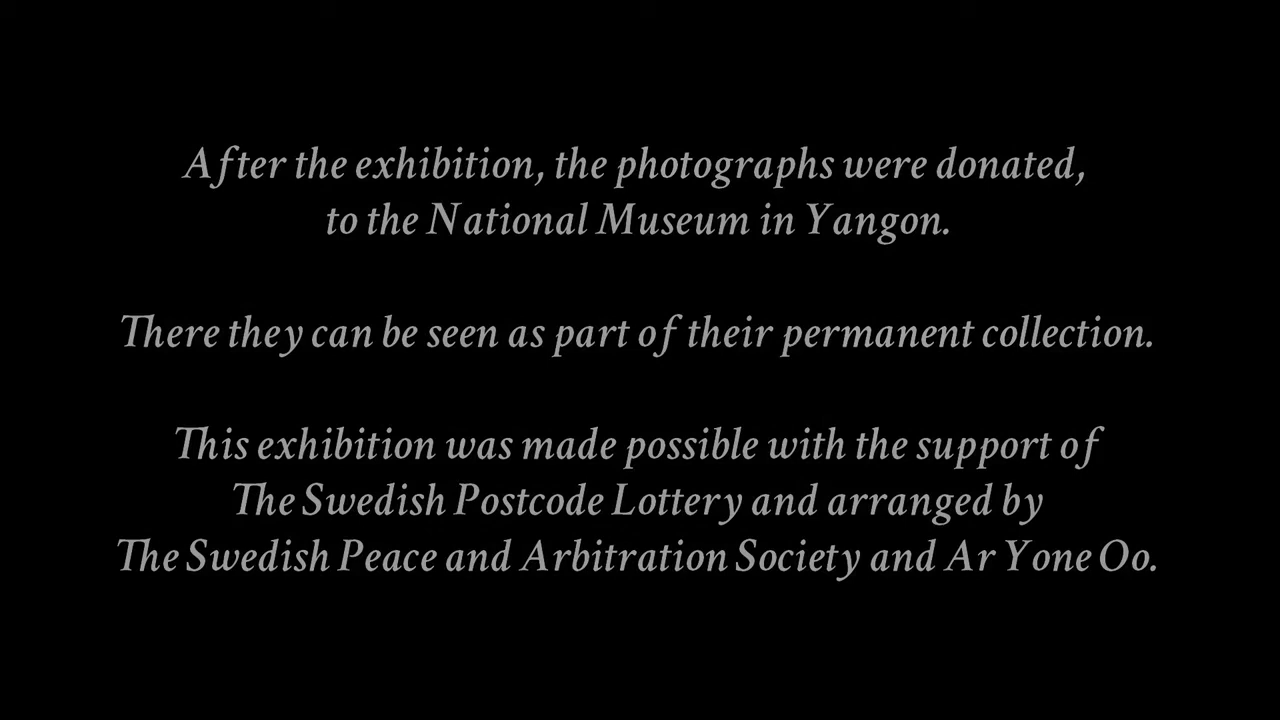 After the exhibition, the photographs were donated,
to the National Museum in Yangon.
There they can be seen as part of their permanent collection.
This exhibition was made possible with the support of
The Swedish Postcode Lottery and arranged by
The Swedish Peace and Arbitration Society and Ar Yone Oo.